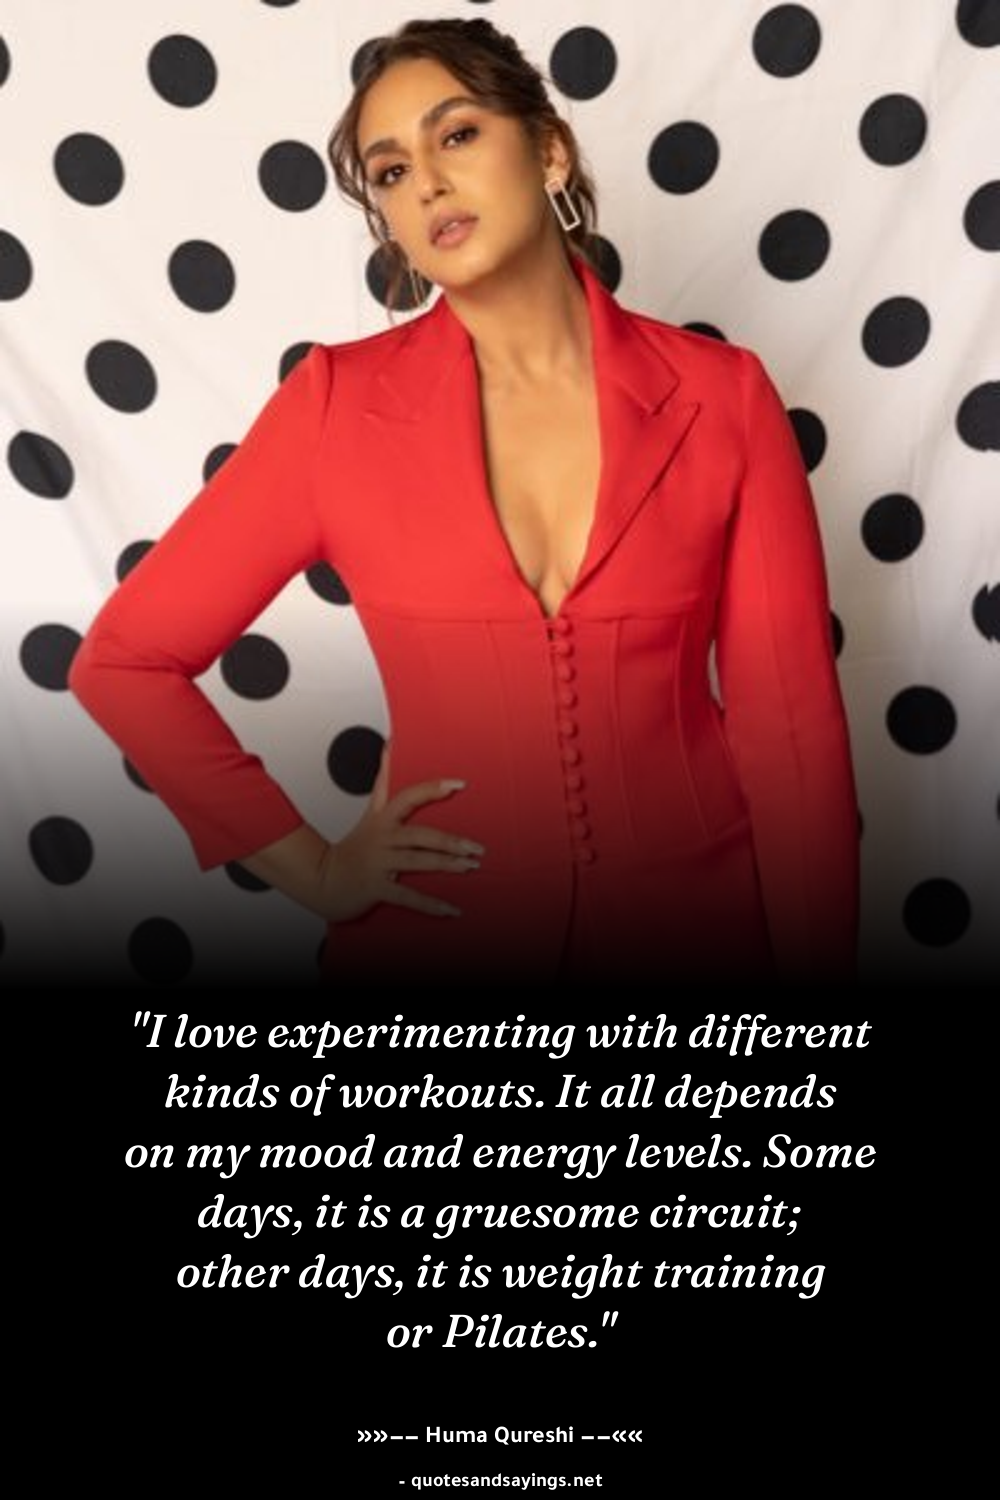 "I love experimenting with different
kinds of workouts. It all depends
on my mood and energy levels. Some
days, it is a gruesome circuit;
other days, it is weight training
or Pilates."
»»−− Huma Qureshi −−««
- quotesandsayings.net